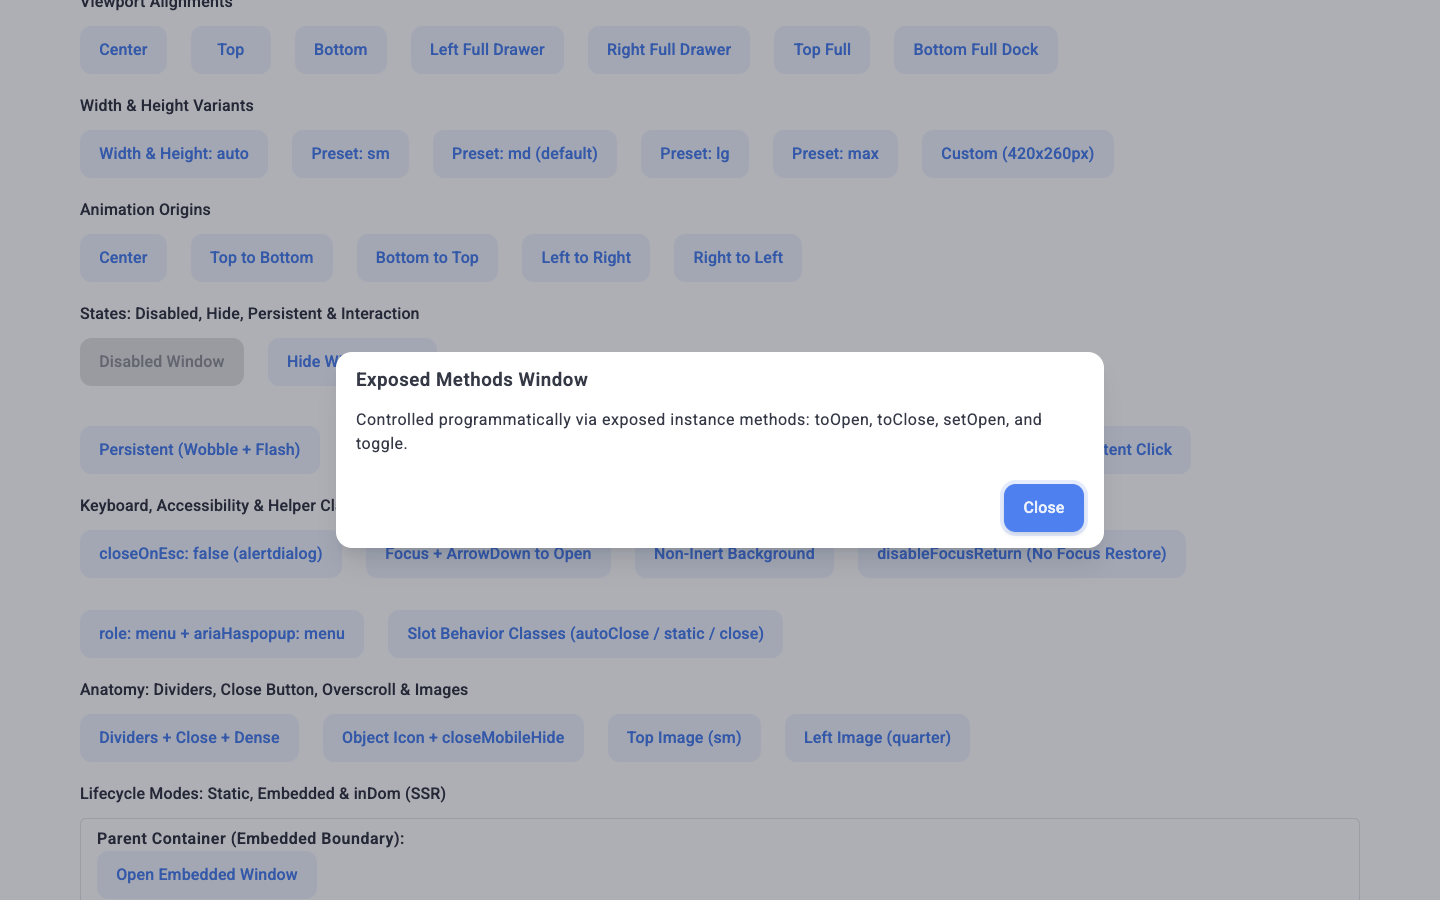 Viewport Alignments
Center Top Bottom Left Full Drawer Right Full Drawer Top Full Bottom Full Dock
Width & Height Variants
Width & Height: auto Preset: sm Preset: md (default) Preset: lg Preset: max Custom (420x260px)
Animation Origins
Center Top to Bottom Bottom to Top Left to Right Right to Left
States: Disabled, Hide, Persistent & Interaction
Disabled Window Hide
Exposed Methods Window
Controlled programmatically via exposed instance methods: toOpen, toClose, setOpen, and
toggle.
Close
Persistent (Wobble + Flash) Click
Keyboard, Accessibility & Helper
closeOnEsc: false (alertdialog) Focus + ArrowDown to Open Non-Inert Background disableFocusReturn (No Focus Restore)
role: menu + ariaHaspopup: menu Slot Behavior Classes (autoClose / static / close)
Anatomy: Dividers, Close Button, Overscroll & Images
Dividers + Close + Dense Object Icon + closeMobileHide Top Image (sm) Left Image (quarter)
Lifecycle Modes: Static, Embedded & inDom (SSR)
Parent Container (Embedded Boundary):
Open Embedded Window